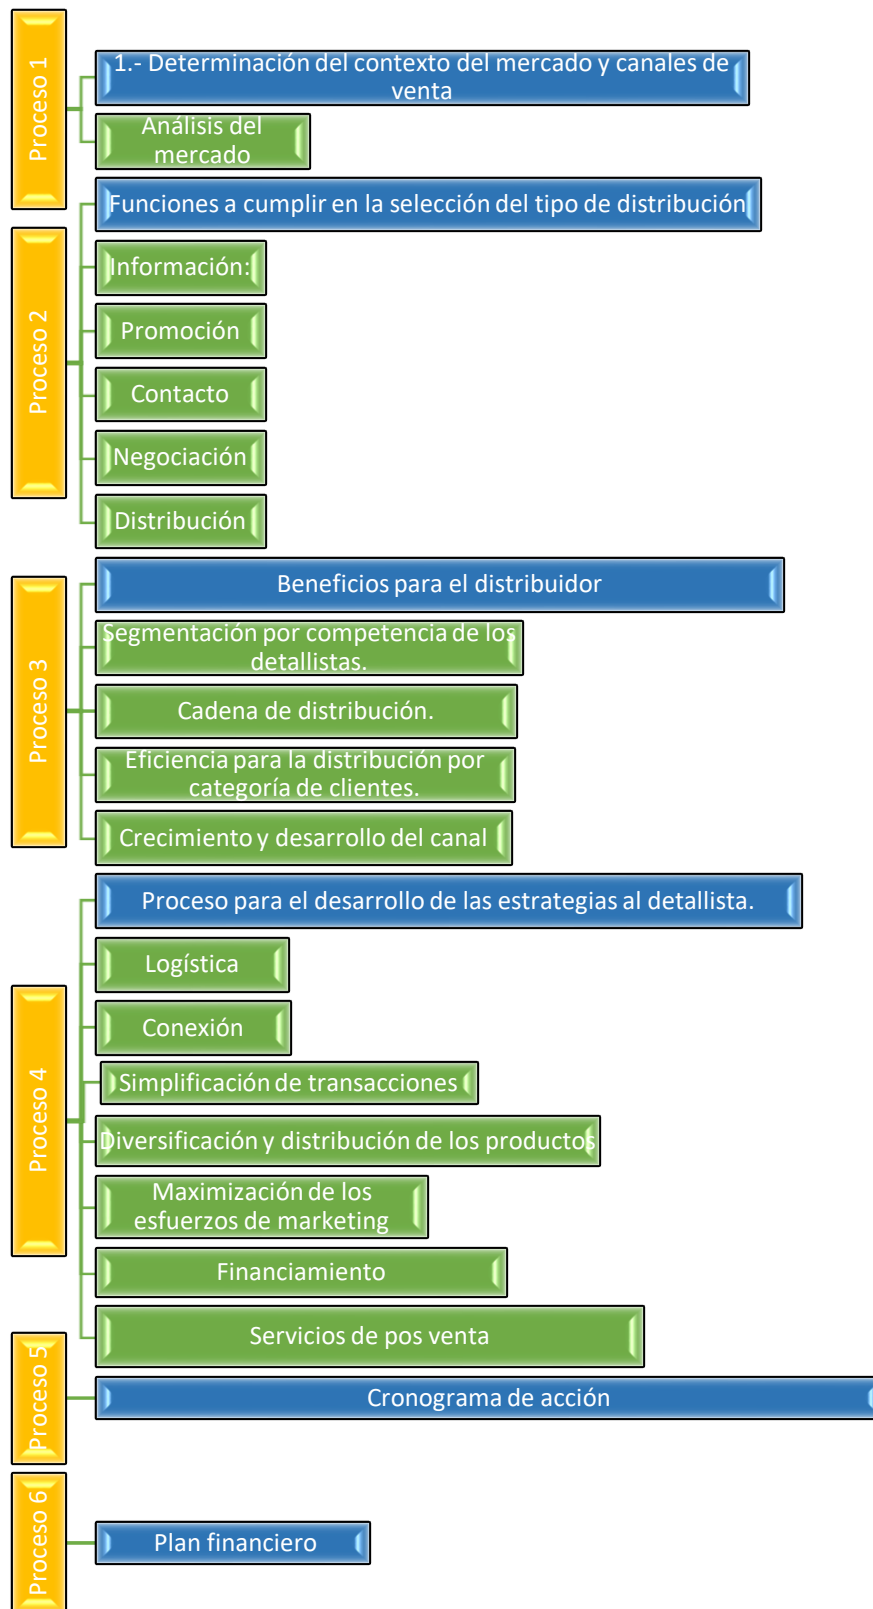 Proceso 1
1.- Determinación del contexto del mercado y canales de
venta
Análisis del
mercado
Proceso 2
Funciones a cumplir en la selección del tipo de distribución
Información:
Promoción
Contacto
Negociación
Distribución
Proceso 3
Beneficios para el distribuidor
Segmentación por competencia de los
detallistas.
Cadena de distribución.
Eficiencia para la distribución por
categoría de clientes.
Crecimiento y desarrollo del canal
Proceso 4
Proceso para el desarrollo de las estrategias al detallista.
Logística
Conexión
Simplificación de transacciones
Diversificación y distribución de los productos
Maximización de los
esfuerzos de marketing
Financiamiento
Servicios de pos venta
Proceso 5
Cronograma de acción
Proceso 6
Plan financiero